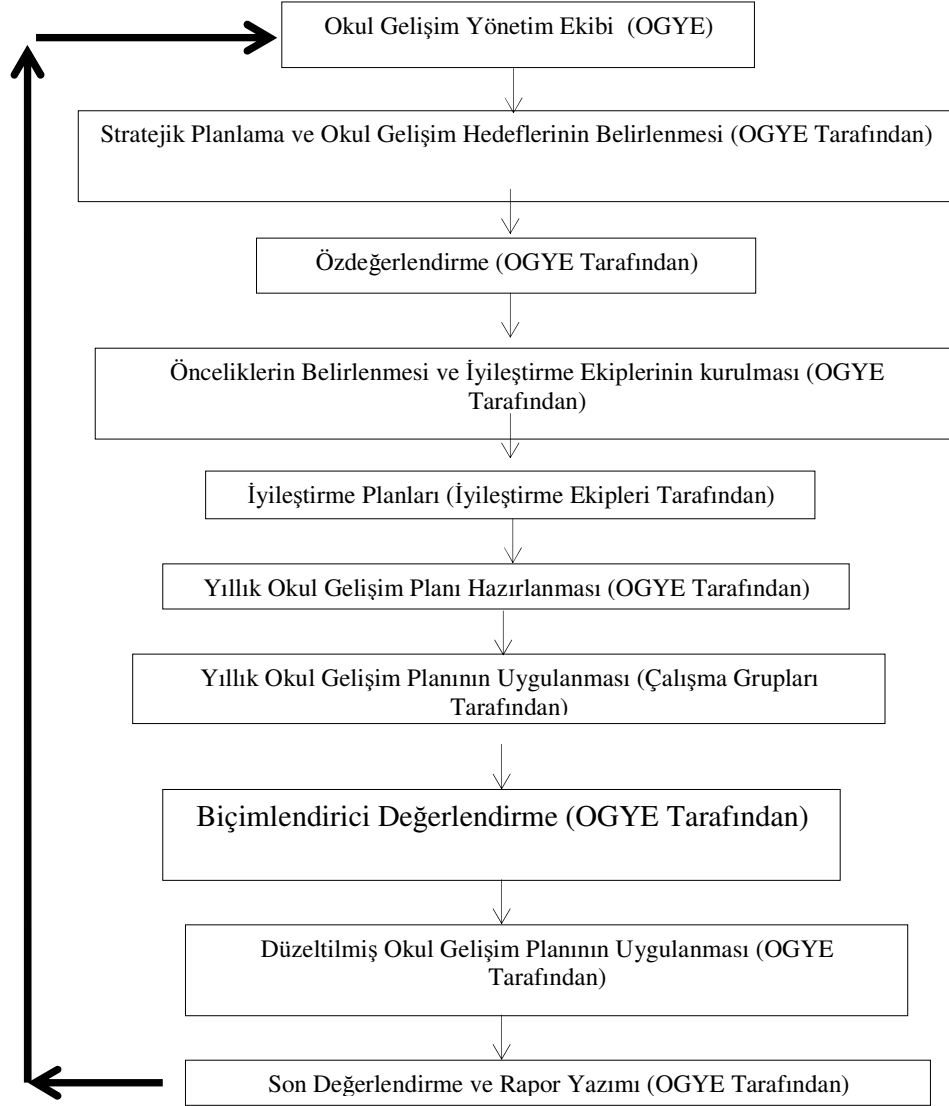 Okul Gelişim Yönetim Ekibi (OGYE)
Stratejik Planlama ve Okul Gelişim Hedeflerinin Belirlenmesi (OGYE Tarafından)
Özdeğerlendirme (OGYE Tarafından)
Önceliklerin Belirlenmesi ve İyileştirme Ekiplerinin kurulması (OGYE
Tarafından)
İyileştirme Planları (İyileştirme Ekipleri Tarafından)
Yıllık Okul Gelişim Planı Hazırlanması (OGYE Tarafından)
Yıllık Okul Gelişim Planının Uygulanması (Çalışma Grupları
Tarafından)
Biçimlendirici Değerlendirme (OGYE Tarafından)
Düzeltilmiş Okul Gelişim Planının Uygulanması (OGYE
Tarafından)
Son Değerlendirme ve Rapor Yazımı (OGYE Tarafından)